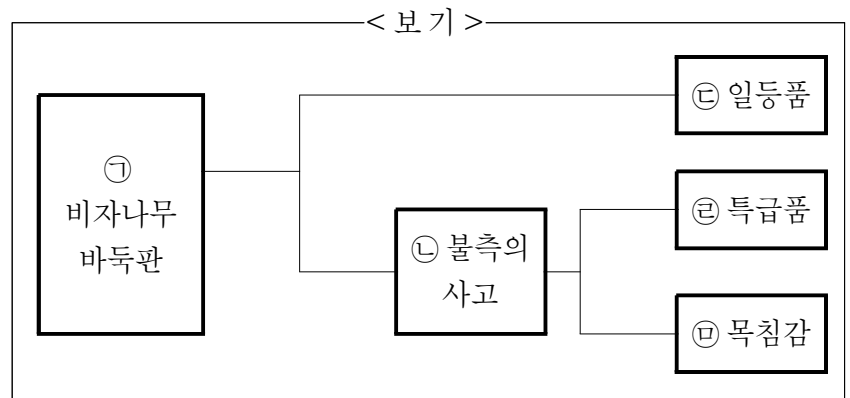 < 보 기 >
㉠
비자나무
바둑판
㉡ 불측의
사고
㉢ 일등품
㉣ 특급품
㉤ 목침감